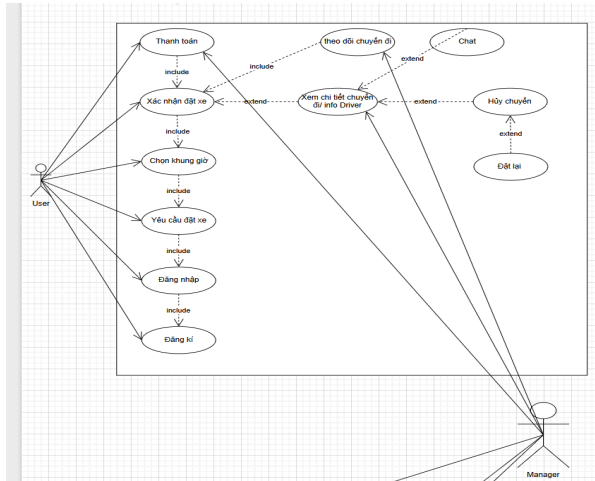 Thanh toán
theo dõi chuyến đi
Chat
include
include
extend
Xác nhận đặt xe
extend
Xem chi tiết chuyến
đi/ info Driver
extend
Hủy chuyến
include
extend
Chọn khung giờ
Đặt lại
include
User
Yêu cầu đặt xe
include
Đăng nhập
include
Đăng kí
Manager